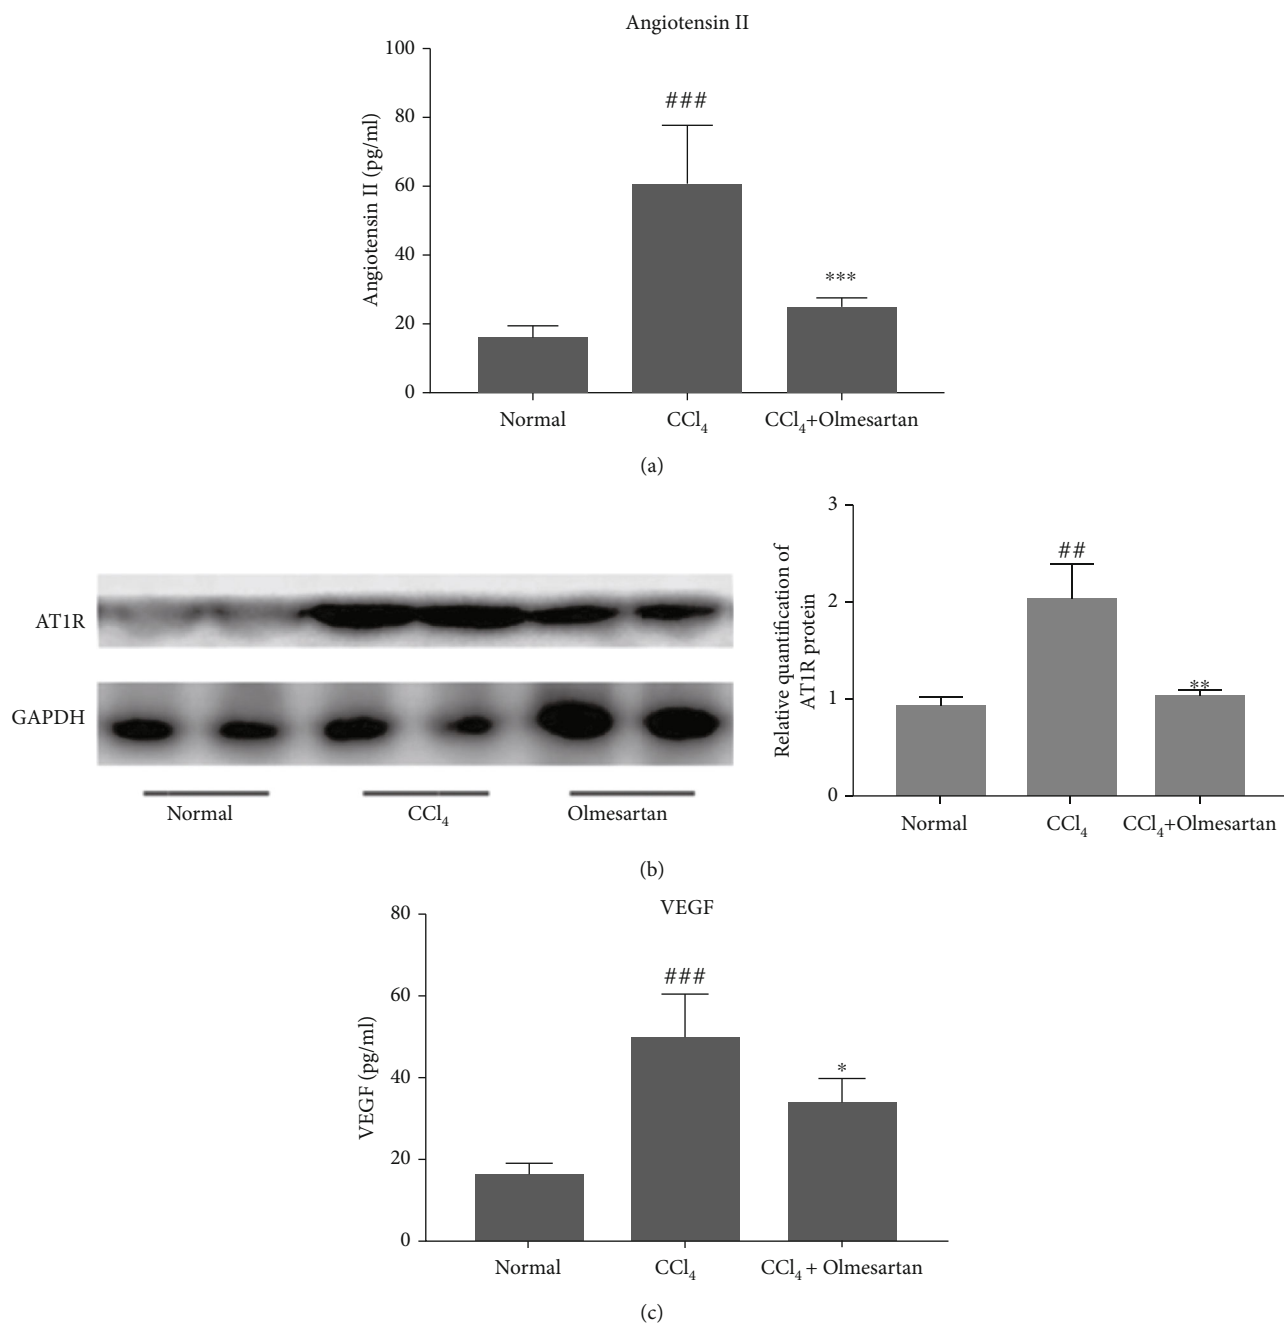 Angiotensin II
Angiotensin II (pg/ml)
100
80
60
40
20
0
###
***
Normal
CCl₄
CCl₄+Olmesartan
(a)
AT1R
GAPDH
Normal
CCl₄
Olmesartan
Relative quantification of
AT1R protein
3
2
1
0
##
**
Normal
CCl₄
CCl₄+Olmesartan
(b)
VEGF
VEGF (pg/ml)
80
60
40
20
0
###
*
Normal
CCl₄
CCl₄ + Olmesartan
(c)